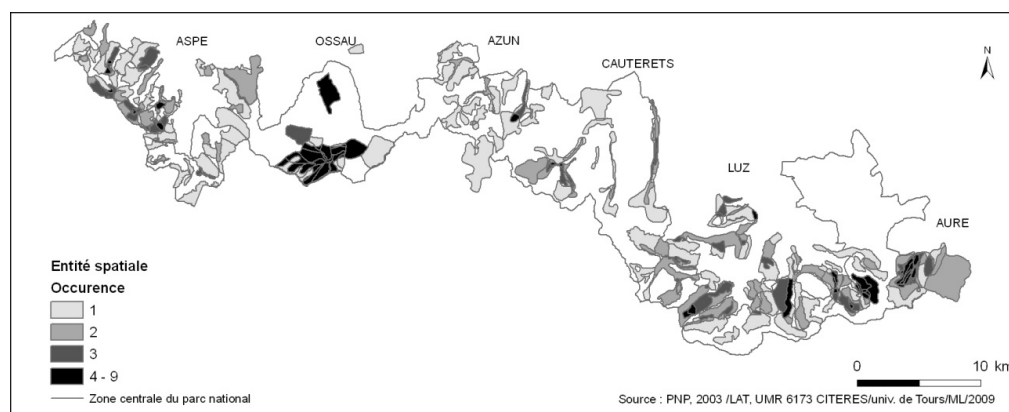 ASPE
OSSAU
AZUN
CAUTERETS
N
LUZ
AURE
Entité spatiale
Occurence
1
2
3
4 - 9
Zone centrale du parc national
0 10 km
Source : PNP, 2003 /LAT, UMR 6173 CITERES/univ. de Tours/ML/2009